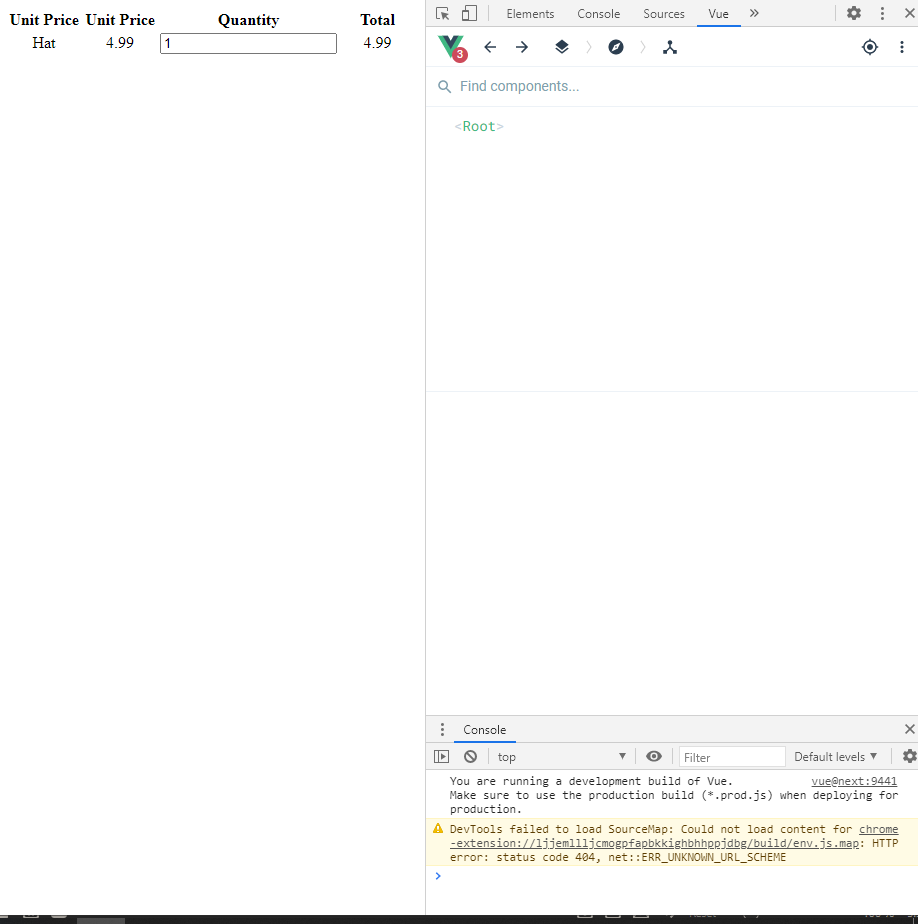 Unit Price Unit Price Quantity Total
Hat 4.99 1 4.99
Elements Console Sources Vue
3
Find components...
<Root>
Console
top Filter Default levels
You are running a development build of Vue. vue@next:9441
Make sure to use the production build (*.prod.js) when deploying for
production.
DevTools failed to load SourceMap: Could not load content for chrome
-extension://ljjemllljcmogpfapbkkighbhhppjdbg/build/env.js.map: HTTP
error: status code 404, net::ERR_UNKNOWN_URL_SCHEME